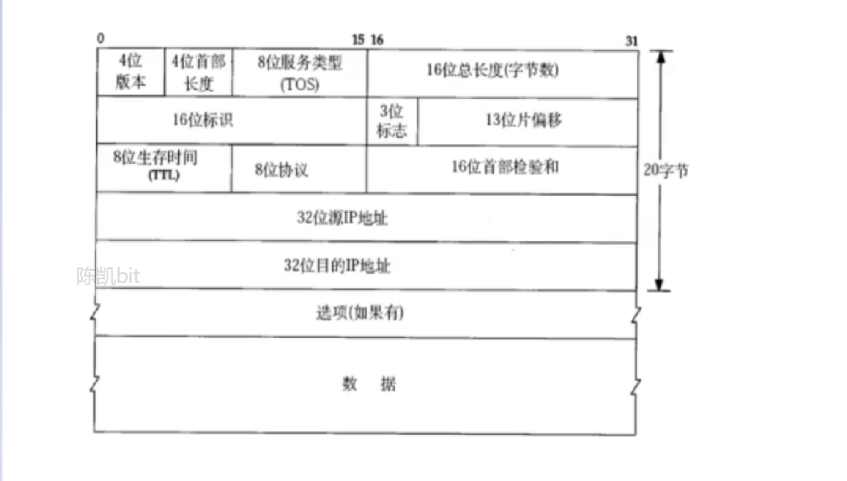 0
15 16
31
4位
版本
4位首部
长度
8位服务类型
(TOS)
16位总长度(字节数)
16位标识
3位
标志
13位片偏移
8位生存时间
(TTL)
8位协议
16位首部检验和
20字节
32位源IP地址
32位目的IP地址
陈凯bit
选项(如果有)
数 据